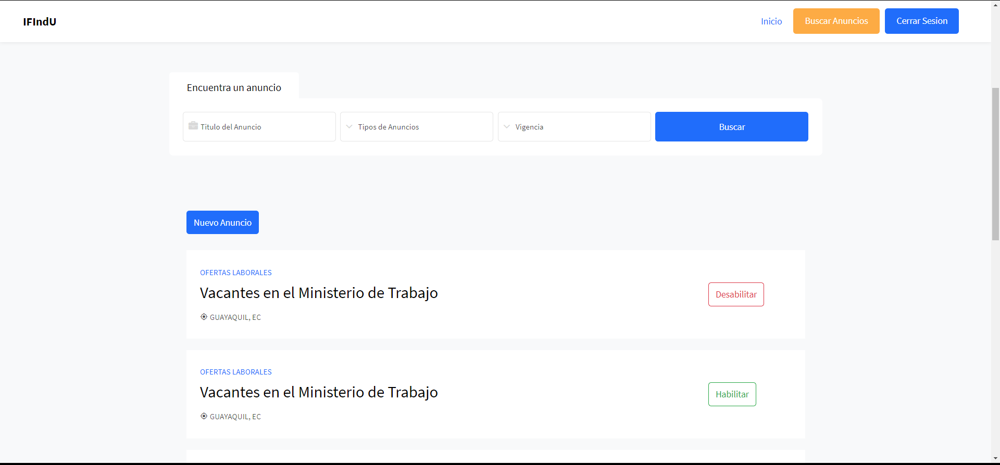 IFIndU
Inicio
Buscar Anuncios
Cerrar Sesion
Encuentra un anuncio
Titulo del Anuncio
Tipos de Anuncios
Vigencia
Buscar
Nuevo Anuncio
OFERTAS LABORALES
Vacantes en el Ministerio de Trabajo
GUAYAQUIL, EC
Desabilitar
OFERTAS LABORALES
Vacantes en el Ministerio de Trabajo
GUAYAQUIL, EC
Habilitar